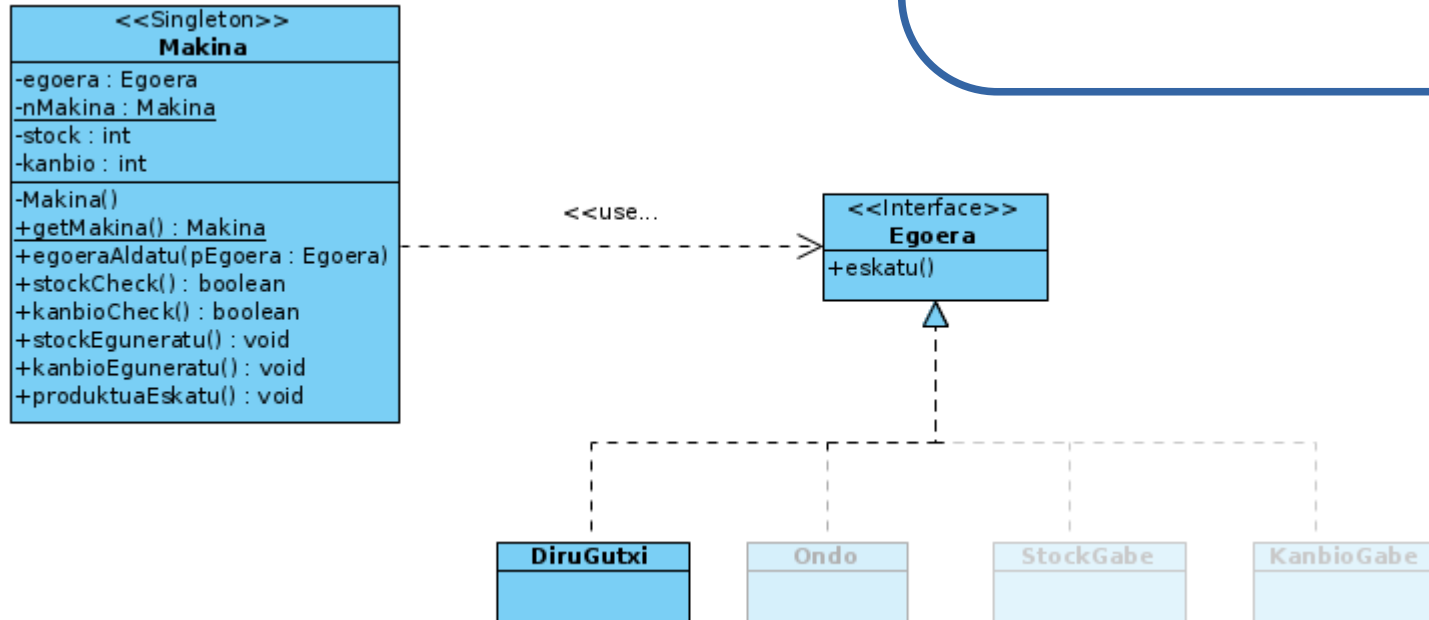 <<Singleton>>
Makina
-egoera : Egoera
-nMakina : Makina
-stock : int
-kanbio : int
-Makina()
+getMakina() : Makina
+egoeraAldatu(pEgoera : Egoera)
+stockCheck() : boolean
+kanbioCheck() : boolean
+stockEguneratu() : void
+kanbioEguneratu() : void
+produktuaEskatu() : void
<<use...
<<Interface>>
Egoera
+eskatu()
DiruGutxi
Ondo
StockGabe
KanbioGabe